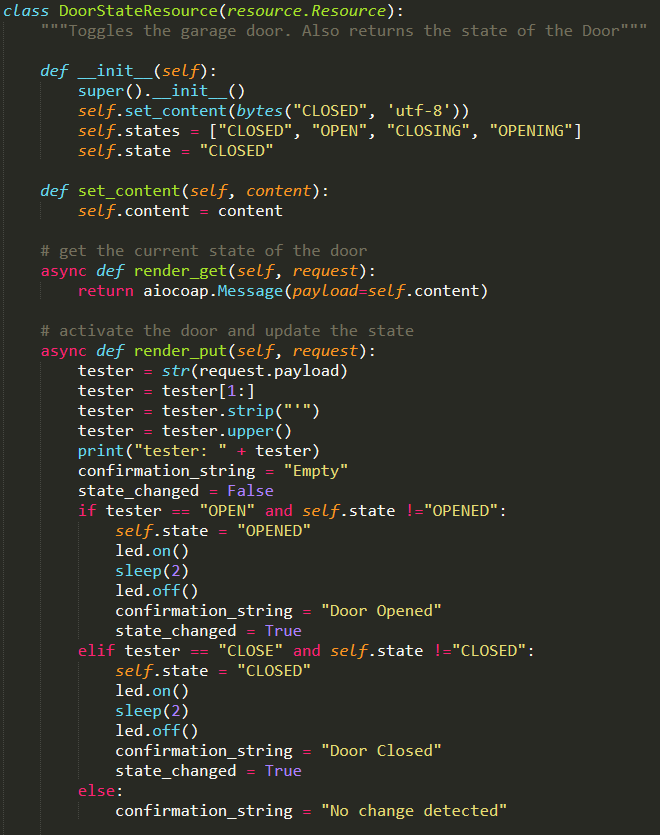 class DoorStateResource(resource.Resource):
    """Toggles the garage door. Also returns the state of the Door"""

    def __init__(self):
        super().__init__()
        self.set_content(bytes("CLOSED", 'utf-8'))
        self.states = ["CLOSED", "OPEN", "CLOSING", "OPENING"]
        self.state = "CLOSED"

    def set_content(self, content):
        self.content = content

    # get the current state of the door
    async def render_get(self, request):
        return aiocoap.Message(payload=self.content)

    # activate the door and update the state
    async def render_put(self, request):
        tester = str(request.payload)
        tester = tester[1:]
        tester = tester.strip("'")
        tester = tester.upper()
        print("tester: " + tester)
        confirmation_string = "Empty"
        state_changed = False
        if tester == "OPEN" and self.state !="OPENED":
            self.state = "OPENED"
            led.on()
            sleep(2)
            led.off()
            confirmation_string = "Door Opened"
            state_changed = True
        elif tester == "CLOSE" and self.state !="CLOSED":
            self.state = "CLOSED"
            led.on()
            sleep(2)
            led.off()
            confirmation_string = "Door Closed"
            state_changed = True
        else:
            confirmation_string = "No change detected"